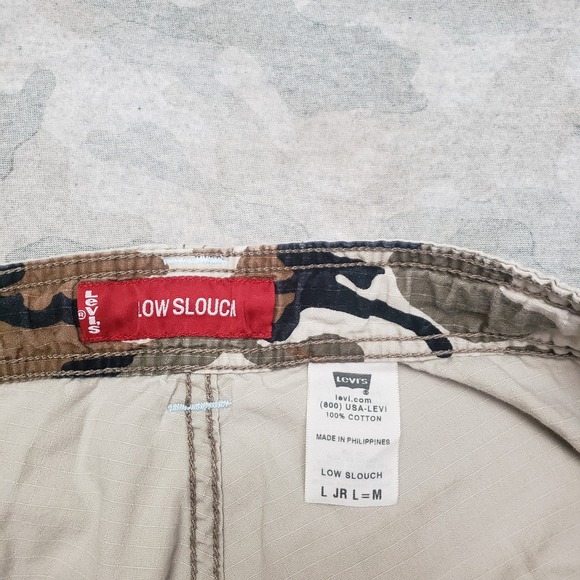 LEVI'S®
LOW SLOUCH
LEVI'S®
levi.com
(800) USA-LEVI
100% COTTON
MADE IN PHILIPPINES
LOW SLOUCH
L JR L=M